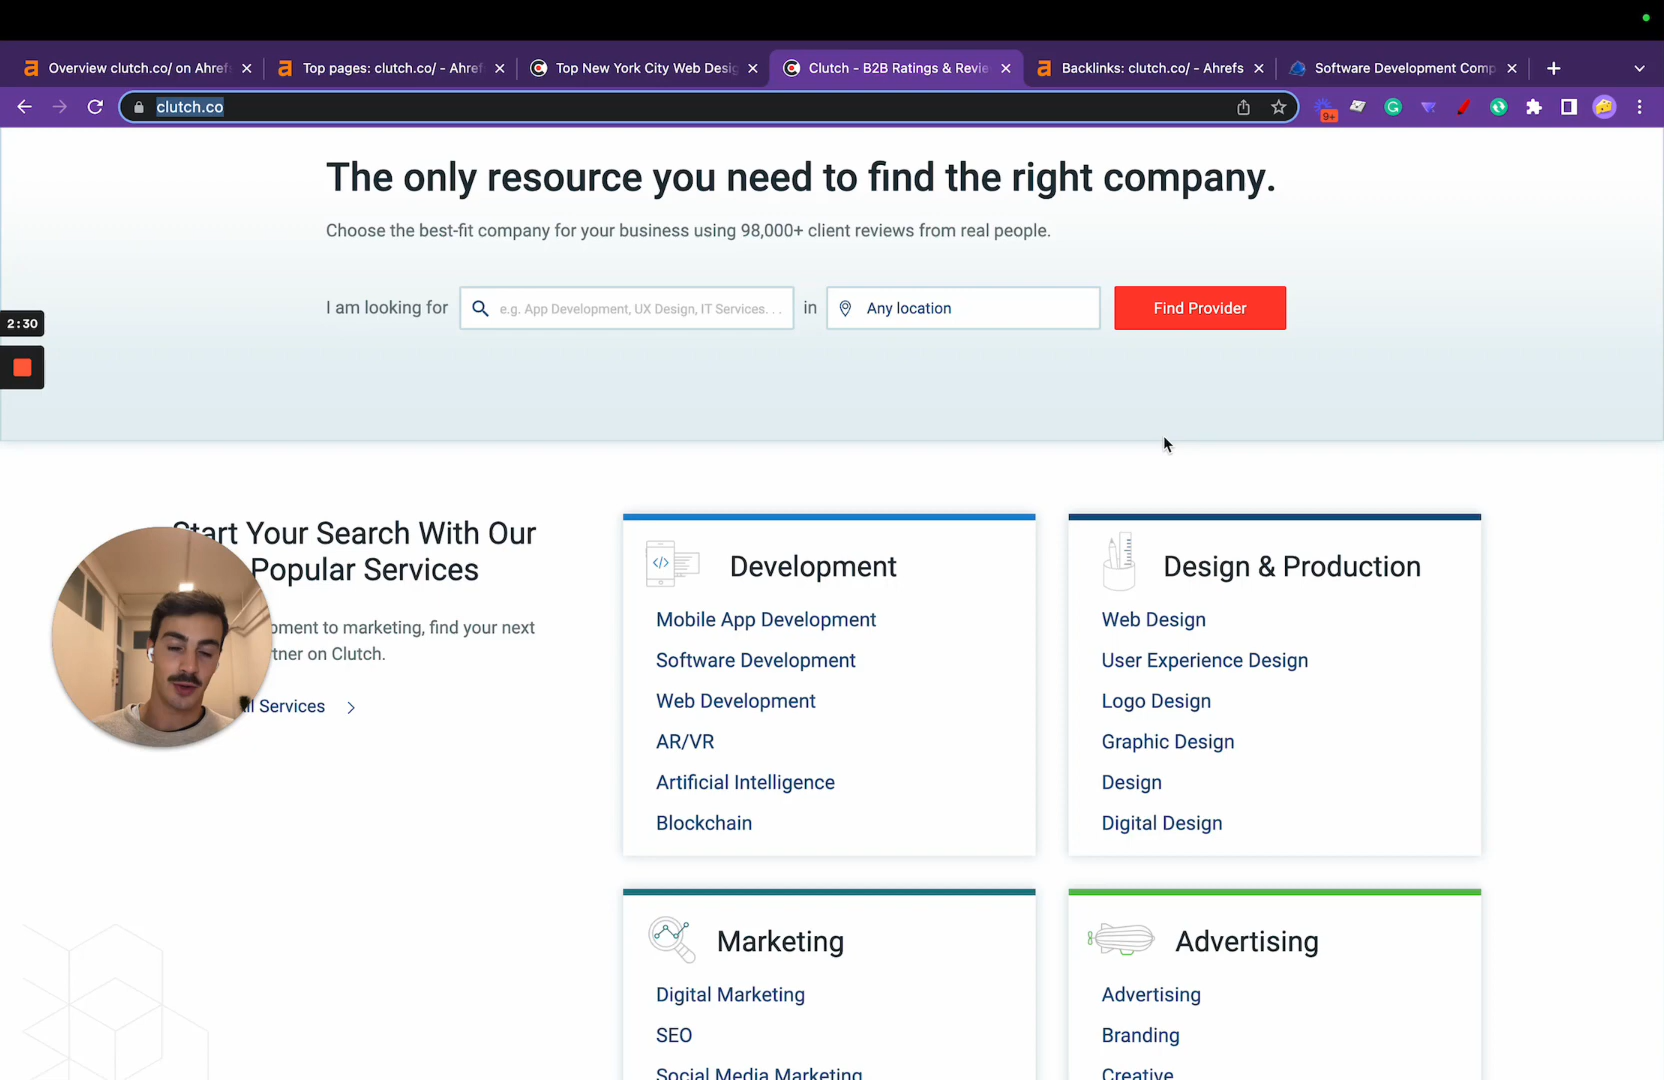 Overview clutch.co/ on Ahref
Top pages: clutch.co/ - Ahref
Top New York City Web Desig
Clutch - B2B Ratings & Revie
Backlinks: clutch.co/ - Ahrefs
Software Development Comp
clutch.co
9+
The only resource you need to find the right company.
Choose the best-fit company for your business using 98,000+ client reviews from real people.
I am looking for
e.g. App Development, UX Design, IT Services. . .
in
Any location
Find Provider
2:30
Start Your Search With Our
Popular Services
oment to marketing, find your next
tner on Clutch.
ll Services
Development
Mobile App Development
Software Development
Web Development
AR/VR
Artificial Intelligence
Blockchain
Design & Production
Web Design
User Experience Design
Logo Design
Graphic Design
Design
Digital Design
Marketing
Digital Marketing
SEO
Social Media Marketing
Advertising
Advertising
Branding
Creative